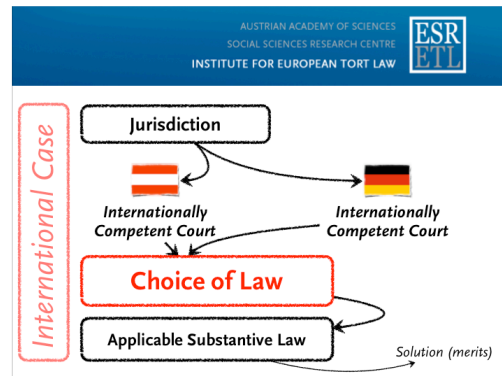 AUSTRIAN ACADEMY OF SCIENCES
SOCIAL SCIENCES RESEARCH CENTRE
INSTITUTE FOR EUROPEAN TORT LAW
ESR
ETL
International Case
Jurisdiction
Internationally
Competent Court
Internationally
Competent Court
Choice of Law
Applicable Substantive Law
Solution (merits)